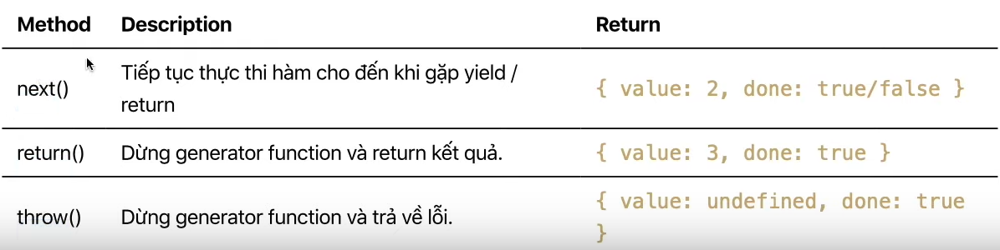 Method Description Return
next() Tiếp tục thực thi hàm cho đến khi gặp yield / { value: 2, done: true/false }
return
return() Dừng generator function và return kết quả. { value: 3, done: true }
throw() Dừng generator function và trả về lỗi. { value: undefined, done: true
}